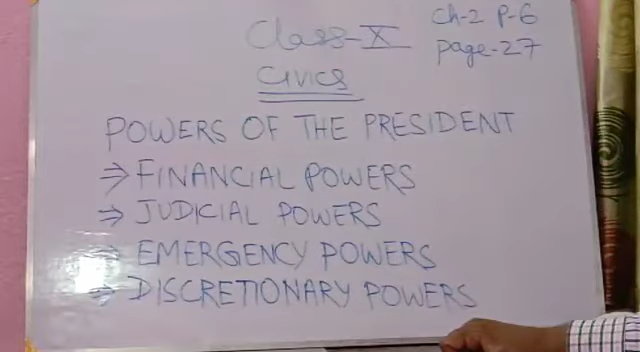 Class-X
Ch-2 P-6
Page-27
CIVICS
POWERS OF THE PRESIDENT
⇒ FINANCIAL POWERS
⇒ JUDICIAL POWERS
⇒ EMERGENCY POWERS
⇒ DISCRETIONARY POWERS